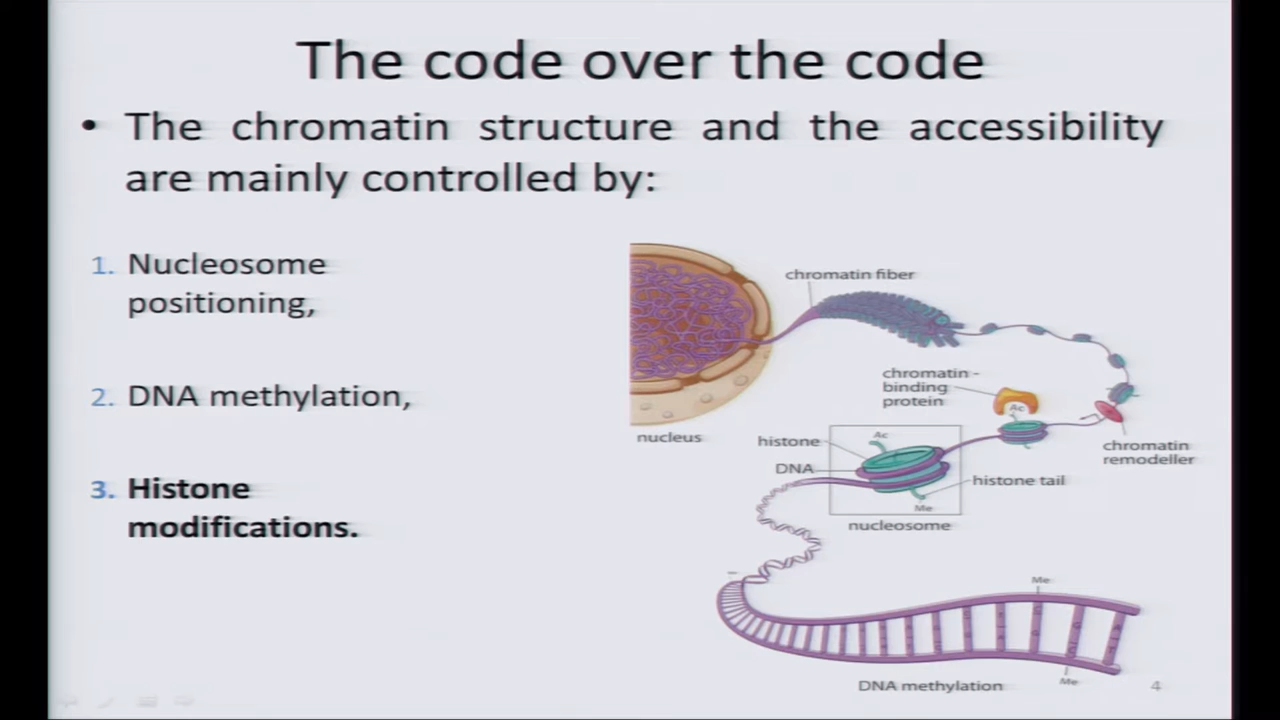 The code over the code
• The chromatin structure and the accessibility
are mainly controlled by:
1. Nucleosome
positioning,
2. DNA methylation,
3. Histone
modifications.
chromatin fiber
chromatin -
binding
protein
Ac
nucleus
histone
Ac
DNA
chromatin
remodeller
histone tail
Me
nucleosome
Me
DNA methylation
Me
4